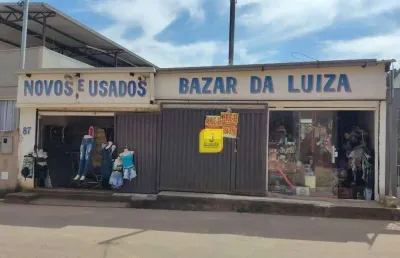 NOVOS E USADOS
BAZAR DA LUIZA
87